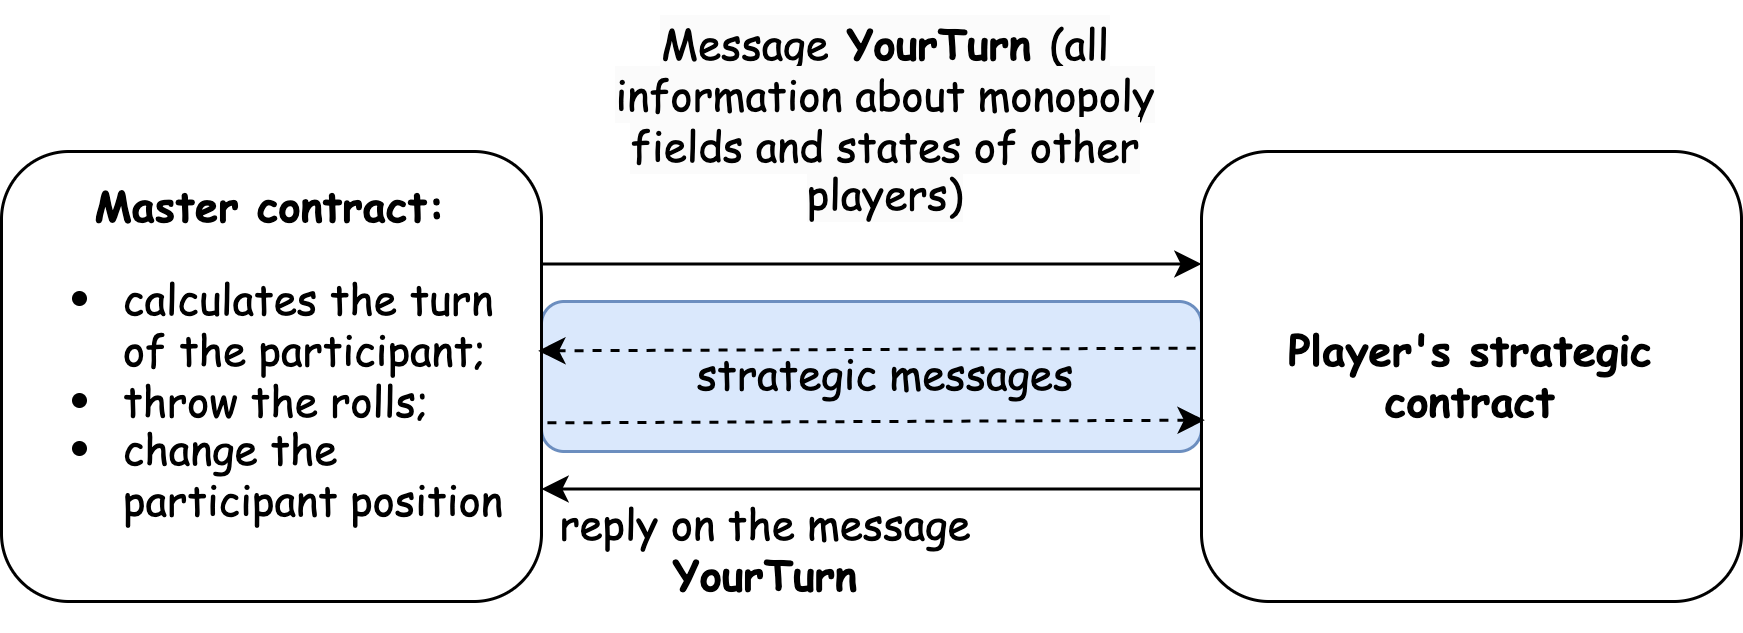 Message YourTurn (all
information about monopoly
fields and states of other
players)
Master contract:
• calculates the turn
of the participant;
• throw the rolls;
• change the
participant position
strategic messages
Player's strategic
contract
reply on the message
YourTurn